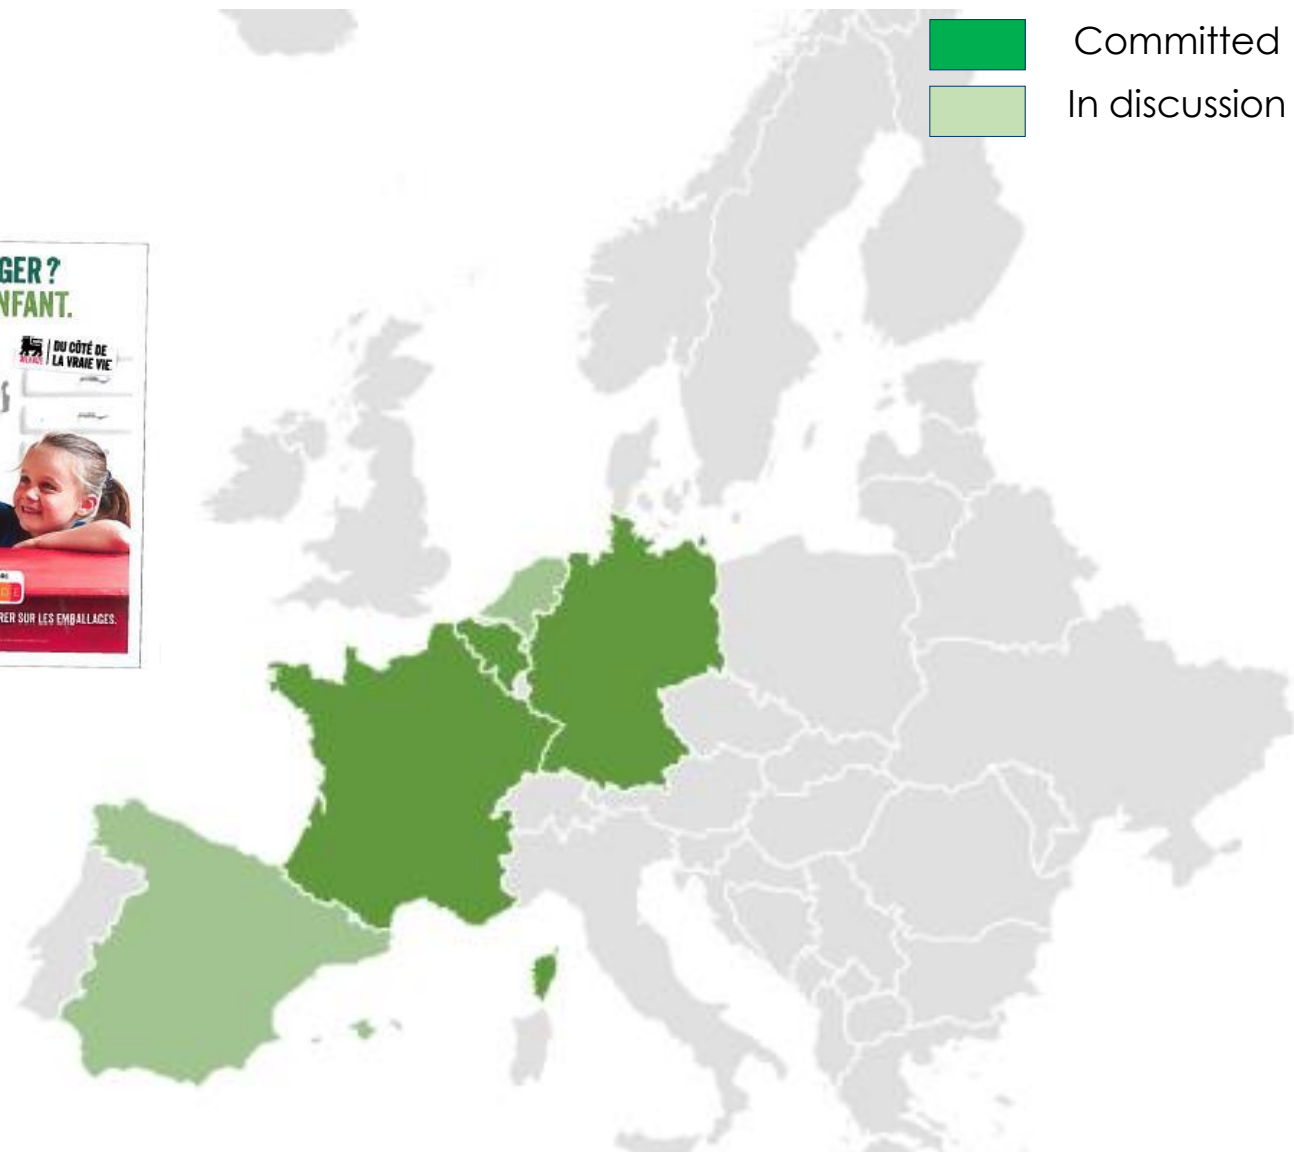 Committed
In discussion
GER ?
NFANT.
DU CÔTÉ DE
LA VRAIE VIE
RER SUR LES EMBALLAGES.